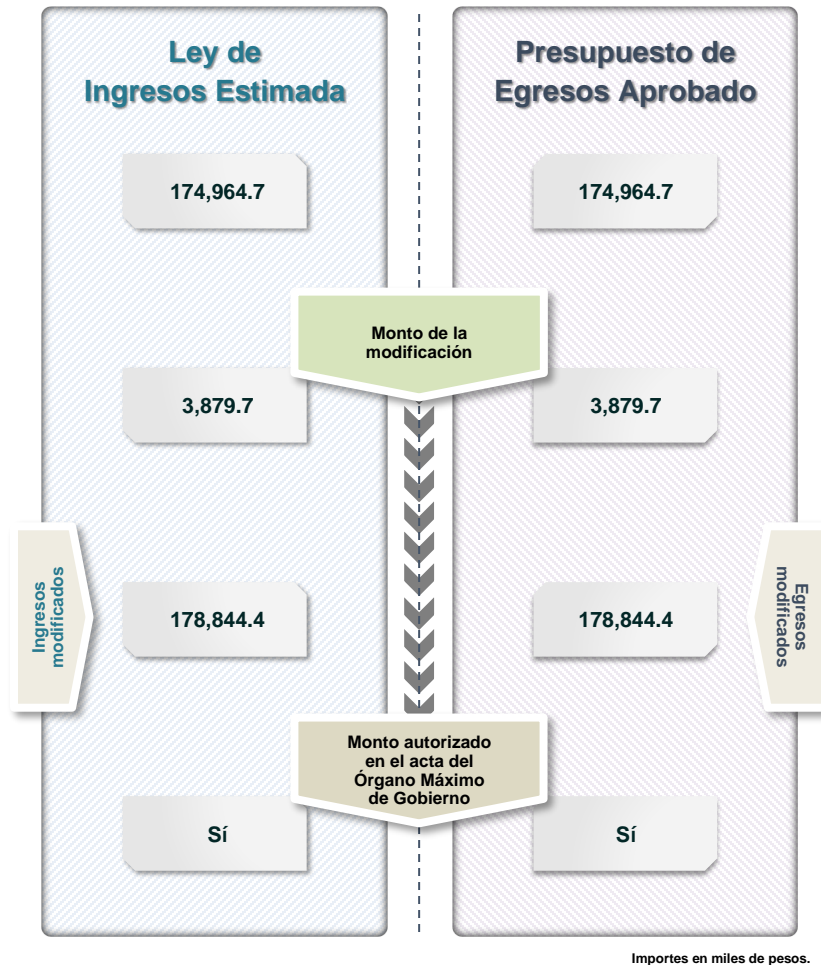 Ley de
Ingresos Estimada
Presupuesto de
Egresos Aprobado
174,964.7
174,964.7
Monto de la
modificación
3,879.7
3,879.7
Ingresos
modificados
178,844.4
178,844.4
Egresos
modificados
Monto autorizado
en el acta del
Órgano Máximo
de Gobierno
Sí
Sí
Importes en miles de pesos.